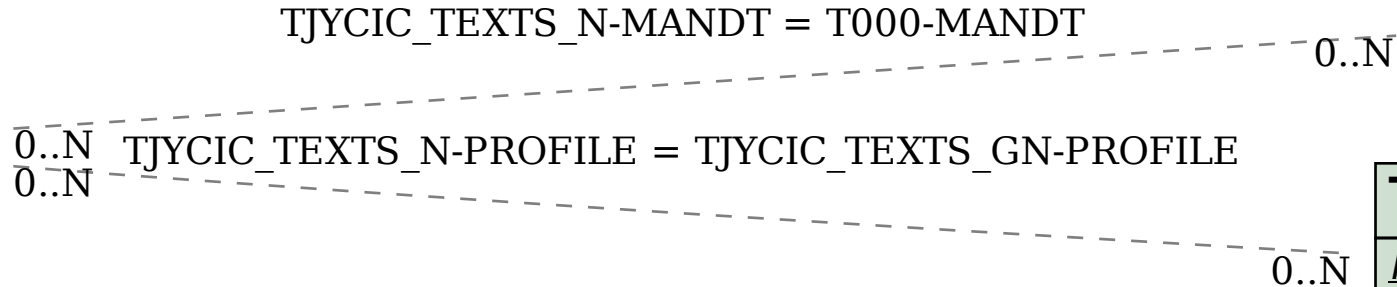 TJYCIC_TEXTS_N-MANDT = T000-MANDT
0..N
0..N TJYCIC_TEXTS_N-PROFILE = TJYCIC_TEXTS_GN-PROFILE
0..N
0..N